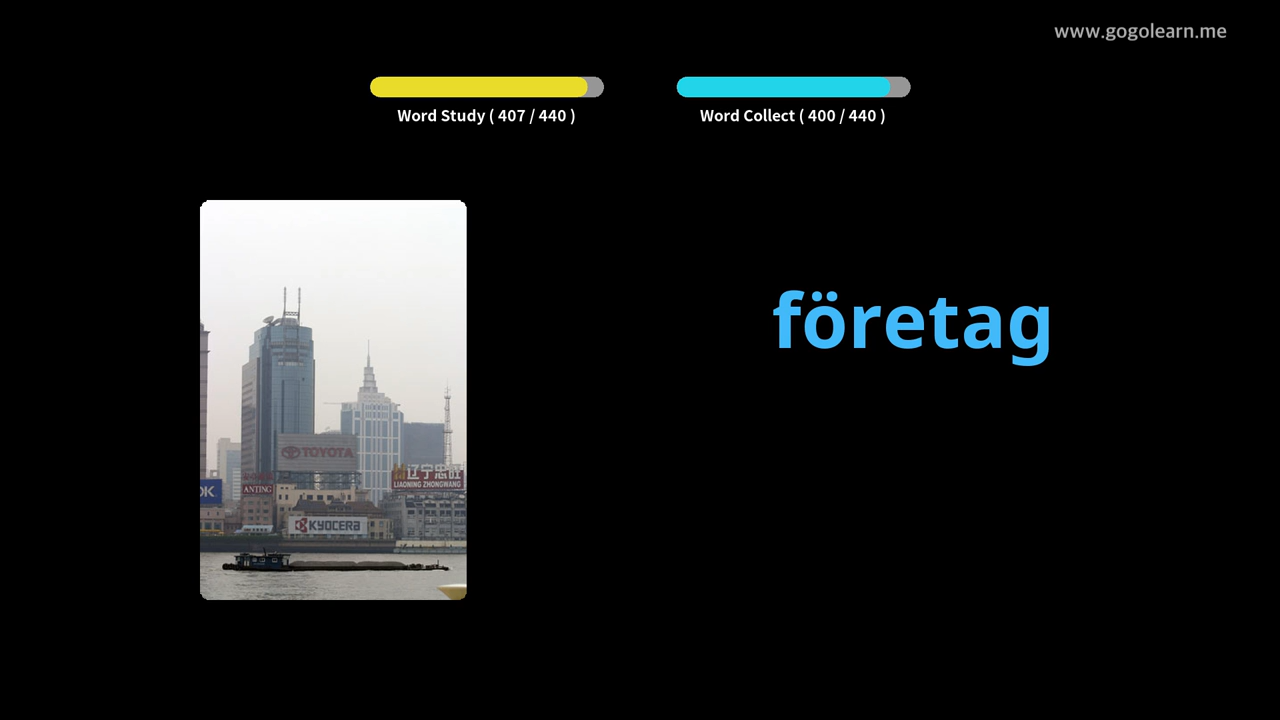 www.gogolearn.me
Word Study ( 407 / 440 )
Word Collect ( 400 / 440 )
företag
TOYOTA
辽宁忠旺
LIAONING ZHONGWANG
ANTING
OK
KYOCERA